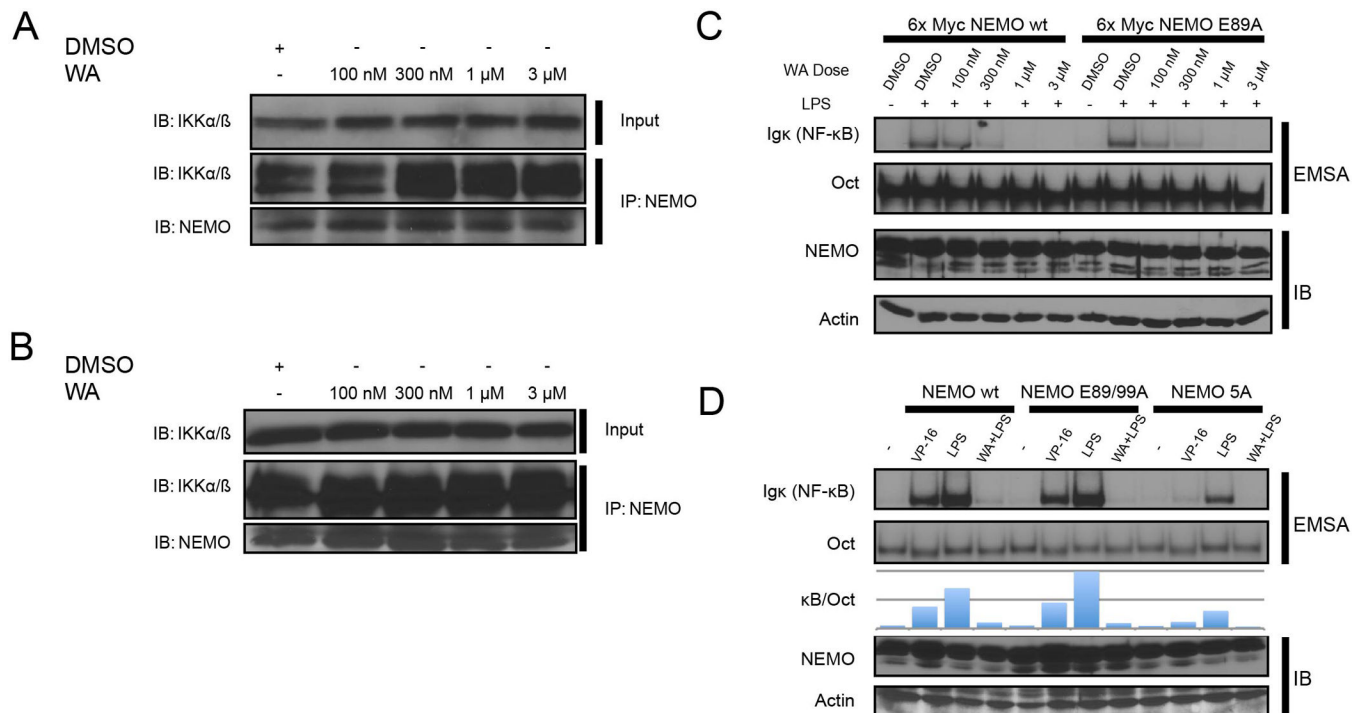 A
DMSO + - - - -
WA - 100 nM 300 nM 1 µM 3 µM
IB: IKKα/ß Input
IB: IKKα/ß
IP: NEMO
IB: NEMO
B
DMSO + - - - -
WA - 100 nM 300 nM 1 µM 3 µM
IB: IKKα/ß Input
IB: IKKα/ß
IP: NEMO
IB: NEMO
C
6x Myc NEMO wt 6x Myc NEMO E89A
WA Dose DMSO DMSO 100 nM 300 nM 1 µM 3 µM DMSO DMSO 100 nM 300 nM 1 µM 3 µM
LPS - + + + + + - + + + + +
Igκ (NF-κB)
EMSA
Oct
NEMO
IB
Actin
D
NEMO wt NEMO E89/99A NEMO 5A
- VP-16 LPS WA+LPS - VP-16 LPS WA+LPS - VP-16 LPS WA+LPS
Igκ (NF-κB)
EMSA
Oct
κB/Oct
NEMO
IB
Actin